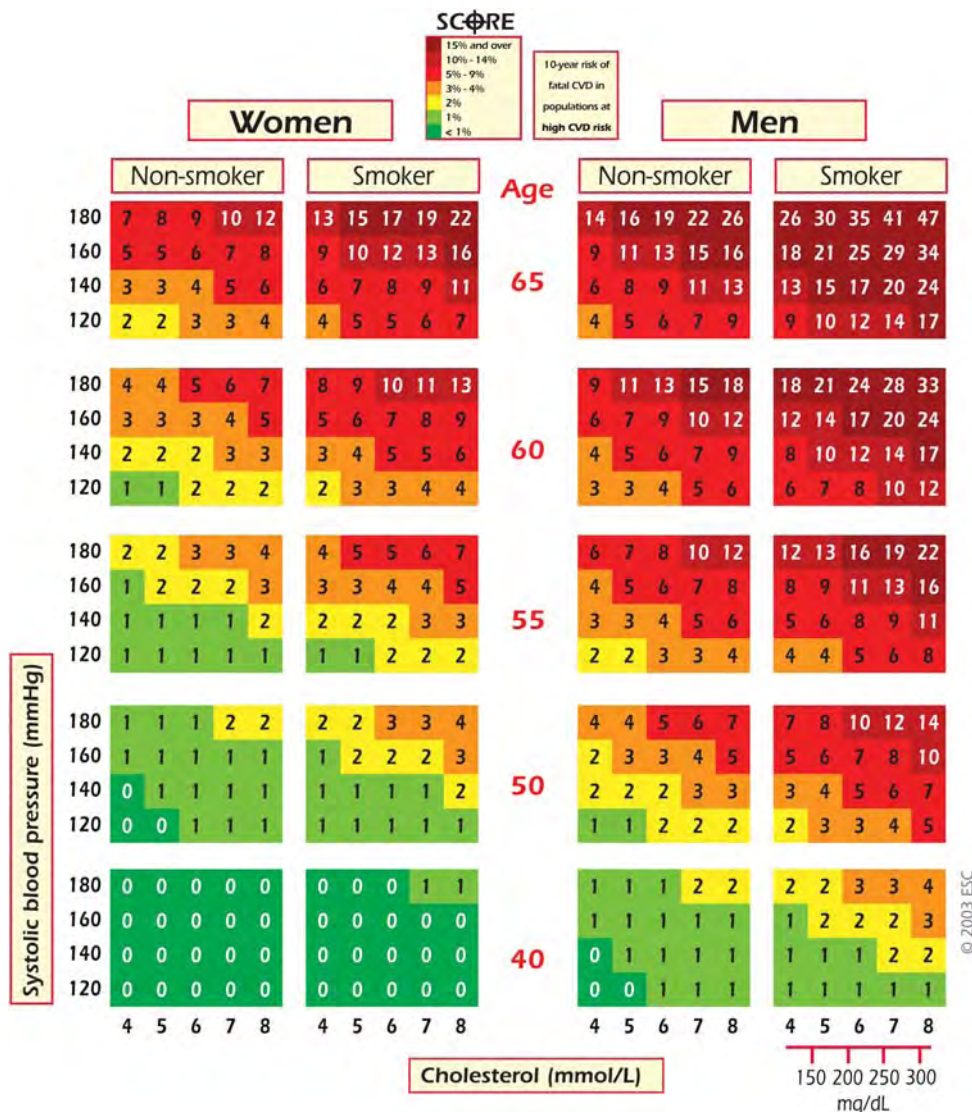 SCORE
15% and over
10% - 14%
5% - 9%
3% - 4%
2%
1%
< 1%
10-year risk of
fatal CVD in
populations at
high CVD risk
Women
Men
Non-smoker
Smoker
Age
Non-smoker
Smoker
180 7 8 9 10 12 13 15 17 19 22 14 16 19 22 26 26 30 35 41 47
160 5 5 6 7 8 9 10 12 13 16 9 11 13 15 16 18 21 25 29 34
140 3 3 4 5 6 6 7 8 9 11 65 6 8 9 11 13 13 15 17 20 24
120 2 2 3 3 4 4 5 5 6 7 4 5 6 7 9 9 10 12 14 17
180 4 4 5 6 7 8 9 10 11 13 9 11 13 15 18 18 21 24 28 33
160 3 3 3 4 5 5 6 7 8 9 6 7 9 10 12 12 14 17 20 24
140 2 2 2 3 3 3 4 5 5 6 60 4 5 6 7 9 8 10 12 14 17
120 1 1 2 2 2 2 3 3 4 4 3 3 4 5 6 6 7 8 10 12
180 2 2 3 3 4 4 5 5 6 7 6 7 8 10 12 12 13 16 19 22
160 1 2 2 2 3 3 3 4 4 5 4 5 6 7 8 8 9 11 13 16
140 1 1 1 1 2 2 2 2 3 3 55 3 3 4 5 6 5 6 8 9 11
120 1 1 1 1 1 1 1 2 2 2 2 2 3 3 4 4 4 5 6 8
180 1 1 1 2 2 2 2 3 3 4 4 4 5 6 7 7 8 10 12 14
160 1 1 1 1 1 1 2 2 2 3 2 3 3 4 5 5 6 7 8 10
140 0 1 1 1 1 1 1 1 1 2 50 2 2 2 3 3 3 4 5 6 7
120 0 0 1 1 1 1 1 1 1 1 1 1 2 2 2 2 3 3 4 5
180 0 0 0 0 0 0 0 0 1 1 1 1 1 2 2 2 2 3 3 4
160 0 0 0 0 0 0 0 0 0 0 1 1 1 1 1 1 2 2 2 3
140 0 0 0 0 0 0 0 0 0 0 40 0 1 1 1 1 1 1 1 2 2
120 0 0 0 0 0 0 0 0 0 0 0 0 1 1 1 1 1 1 1 1
4 5 6 7 8 4 5 6 7 8 4 5 6 7 8 4 5 6 7 8
Systolic blood pressure (mmHg)
Cholesterol (mmol/L)
150 200 250 300
mg/dL
© 2003 ESC